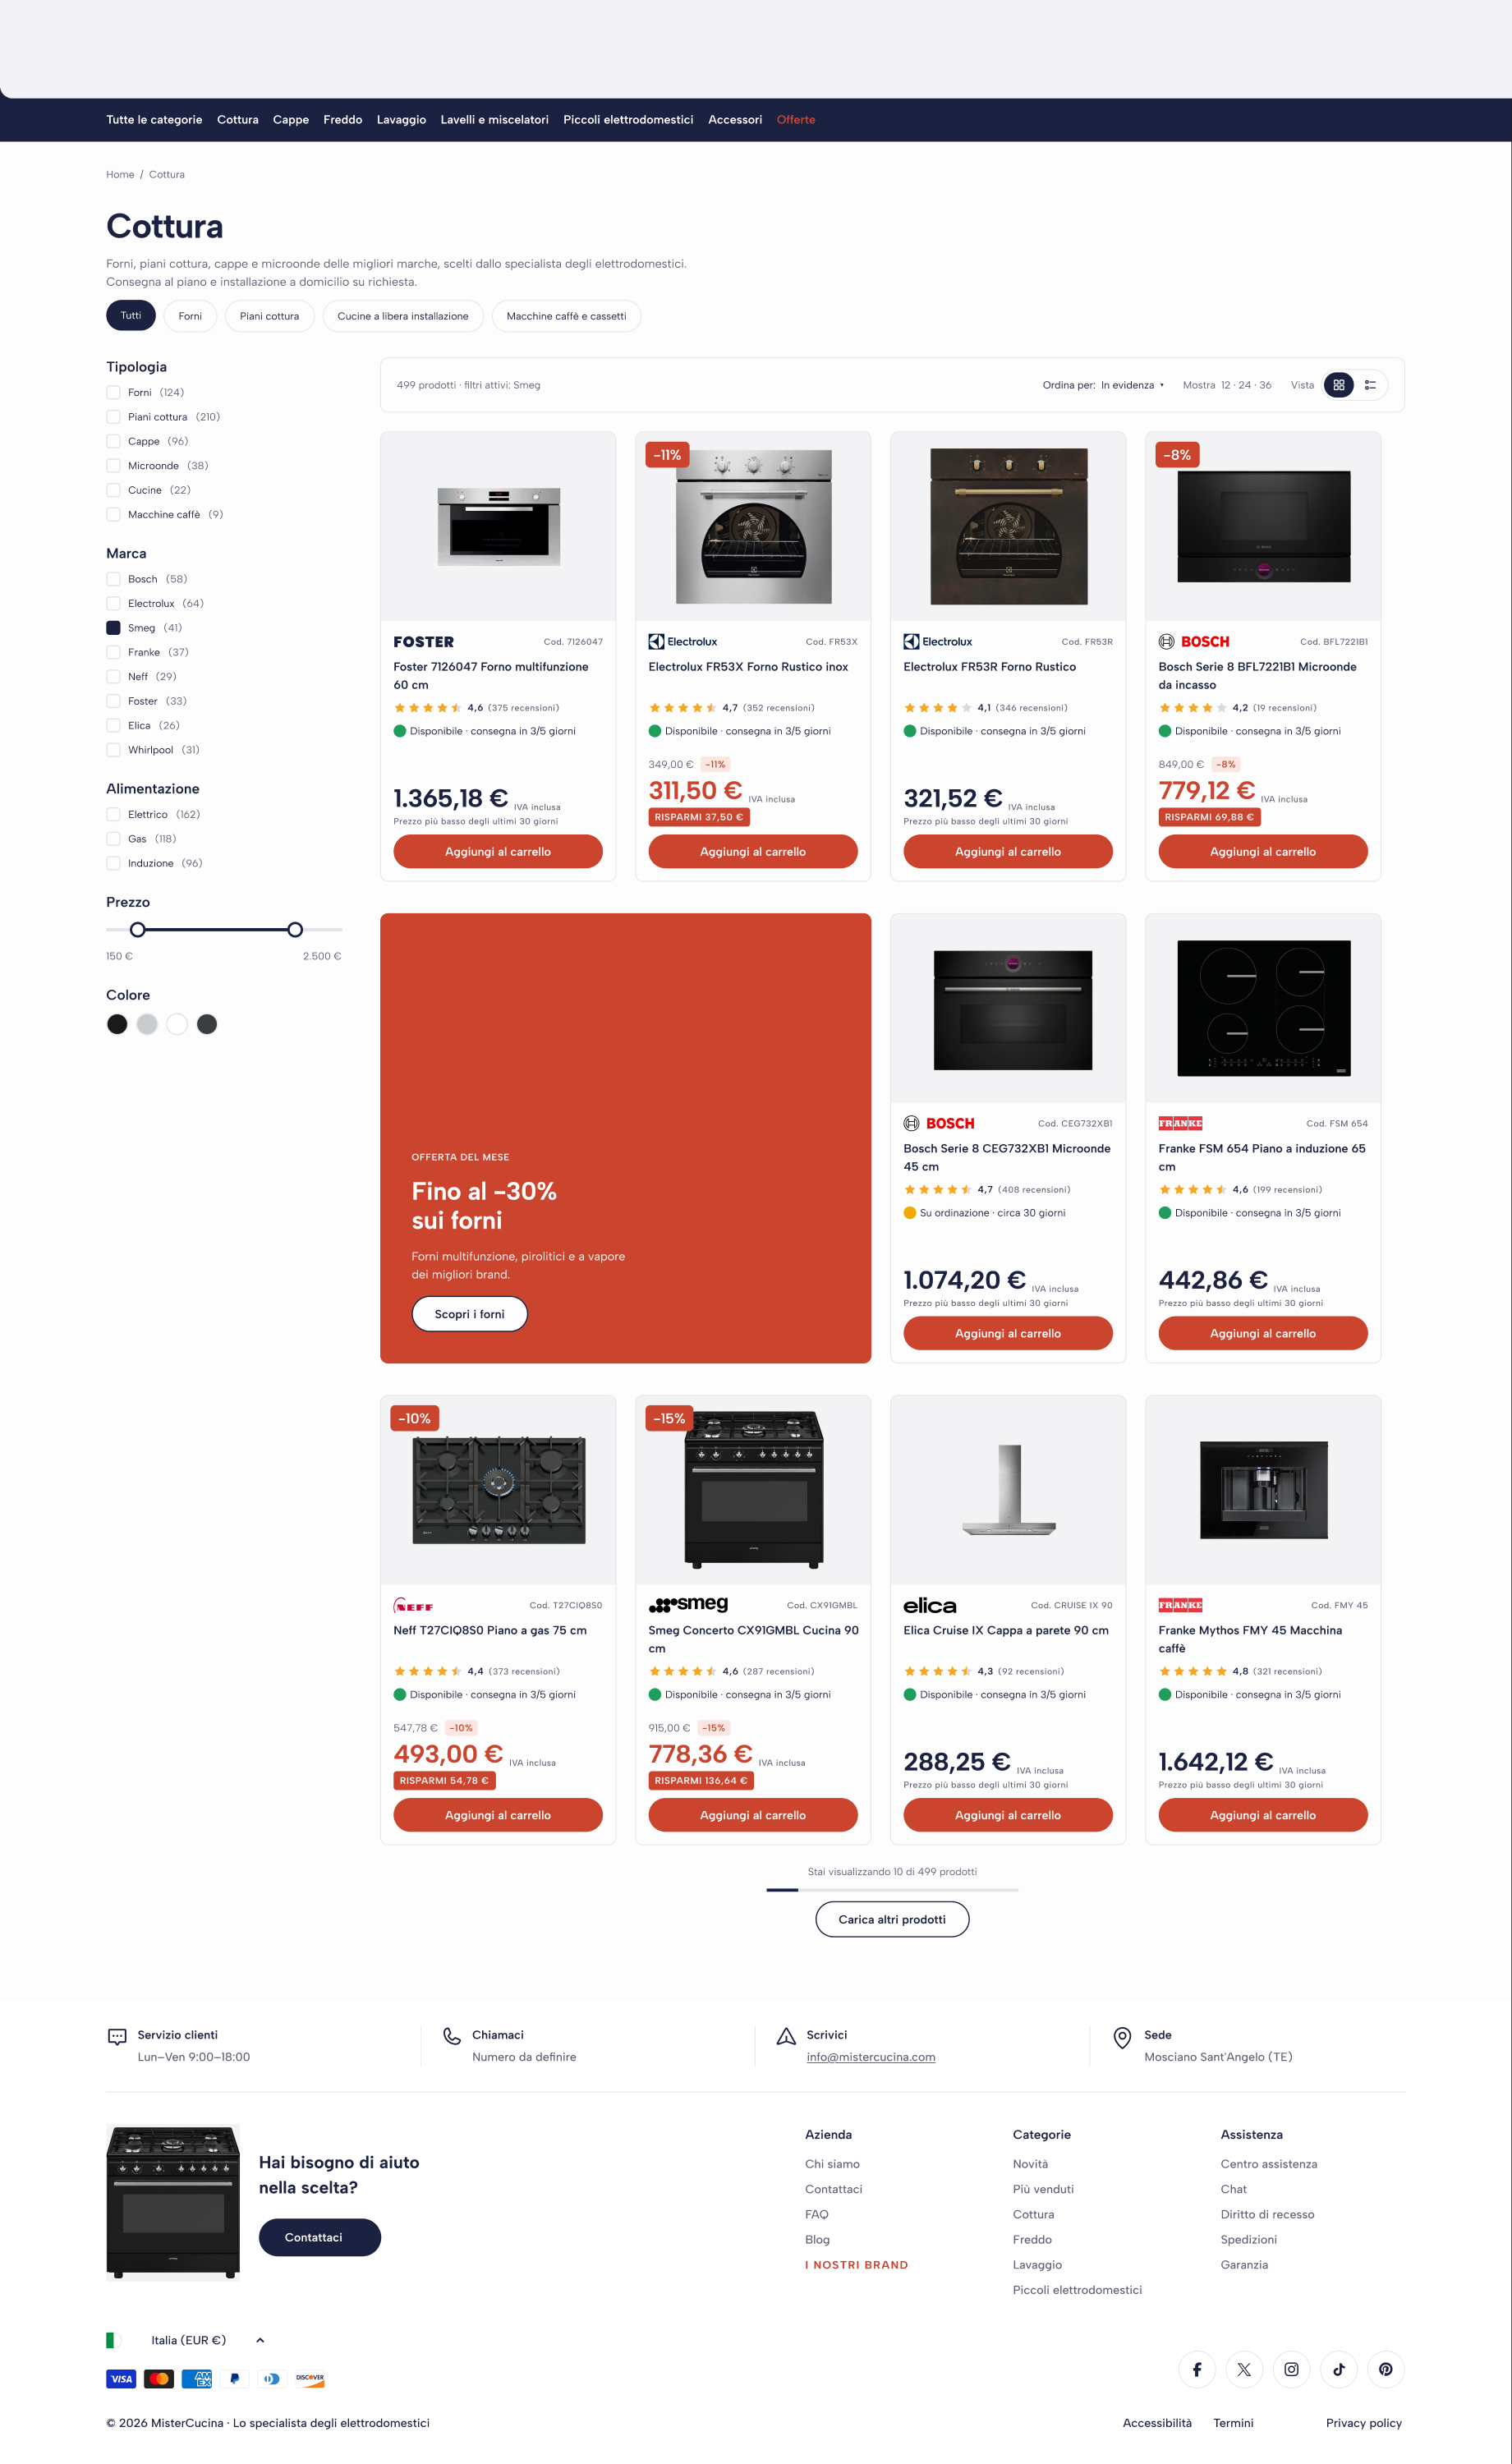 Tutte le categorie Cottura Cappe Freddo Lavaggio Lavelli e miscelatori Piccoli elettrodomestici Accessori Offerte
Home / Cottura
Cottura
Forni, piani cottura, cappe e microonde delle migliori marche, scelti dallo specialista degli elettrodomestici.
Consegna al piano e installazione a domicilio su richiesta.
Tutti Forni Piani cottura Cucine a libera installazione Macchine caffè e cassetti
Tipologia
Forni (124)
Piani cottura (210)
Cappe (96)
Microonde (38)
Cucine (22)
Macchine caffè (9)
Marca
Bosch (58)
Electrolux (64)
Smeg (41)
Franke (37)
Neff (29)
Foster (33)
Elica (26)
Whirlpool (31)
Alimentazione
Elettrico (162)
Gas (118)
Induzione (96)
Prezzo
150 € 2.500 €
Colore
499 prodotti · filtri attivi: Smeg
Ordina per: In evidenza Mostra 12 · 24 · 36 Vista
FOSTER Cod. 7126047
Foster 7126047 Forno multifunzione
60 cm
4,6 (375 recensioni)
Disponibile · consegna in 3/5 giorni
1.365,18 € IVA inclusa
Prezzo più basso degli ultimi 30 giorni
Aggiungi al carrello
-11%
Electrolux Cod. FR53X
Electrolux FR53X Forno Rustico inox
4,7 (352 recensioni)
Disponibile · consegna in 3/5 giorni
349,00 € -11%
311,50 € IVA inclusa
RISPARMI 37,50 €
Aggiungi al carrello
Electrolux Cod. FR53R
Electrolux FR53R Forno Rustico
4,1 (346 recensioni)
Disponibile · consegna in 3/5 giorni
321,52 € IVA inclusa
Prezzo più basso degli ultimi 30 giorni
Aggiungi al carrello
-8%
BOSCH Cod. BFL7221B1
Bosch Serie 8 BFL7221B1 Microonde
da incasso
4,2 (19 recensioni)
Disponibile · consegna in 3/5 giorni
849,00 € -8%
779,12 € IVA inclusa
RISPARMI 69,88 €
Aggiungi al carrello
OFFERTA DEL MESE
Fino al -30%
sui forni
Forni multifunzione, pirolitici e a vapore
dei migliori brand.
Scopri i forni
BOSCH Cod. CEG732XB1
Bosch Serie 8 CEG732XB1 Microonde
45 cm
4,7 (408 recensioni)
Su ordinazione · circa 30 giorni
1.074,20 € IVA inclusa
Prezzo più basso degli ultimi 30 giorni
Aggiungi al carrello
FRANKE Cod. FSM 654
Franke FSM 654 Piano a induzione 65
cm
4,6 (199 recensioni)
Disponibile · consegna in 3/5 giorni
442,86 € IVA inclusa
Prezzo più basso degli ultimi 30 giorni
Aggiungi al carrello
-10%
NEFF Cod. T27CIQ8S0
Neff T27CIQ8S0 Piano a gas 75 cm
4,4 (373 recensioni)
Disponibile · consegna in 3/5 giorni
547,78 € -10%
493,00 € IVA inclusa
RISPARMI 54,78 €
Aggiungi al carrello
-15%
smeg Cod. CX91GMBL
Smeg Concerto CX91GMBL Cucina 90
cm
4,6 (287 recensioni)
Disponibile · consegna in 3/5 giorni
915,00 € -15%
778,36 € IVA inclusa
RISPARMI 136,64 €
Aggiungi al carrello
elica Cod. CRUISE IX 90
Elica Cruise IX Cappa a parete 90 cm
4,3 (92 recensioni)
Disponibile · consegna in 3/5 giorni
288,25 € IVA inclusa
Prezzo più basso degli ultimi 30 giorni
Aggiungi al carrello
FRANKE Cod. FMY 45
Franke Mythos FMY 45 Macchina
caffè
4,8 (321 recensioni)
Disponibile · consegna in 3/5 giorni
1.642,12 € IVA inclusa
Prezzo più basso degli ultimi 30 giorni
Aggiungi al carrello
Stai visualizzando 10 di 499 prodotti
Carica altri prodotti
Servizio clienti
Lun–Ven 9:00–18:00
Chiamaci
Numero da definire
Scrivici
info@mistercucina.com
Sede
Mosciano Sant'Angelo (TE)
Hai bisogno di aiuto
nella scelta?
Contattaci
Azienda
Chi siamo
Contattaci
FAQ
Blog
I NOSTRI BRAND
Categorie
Novità
Più venduti
Cottura
Freddo
Lavaggio
Piccoli elettrodomestici
Assistenza
Centro assistenza
Chat
Diritto di recesso
Spedizioni
Garanzia
Italia (EUR €)
VISA AMEX DISCOVER
© 2026 MisterCucina · Lo specialista degli elettrodomestici
Accessibilità Termini Privacy policy